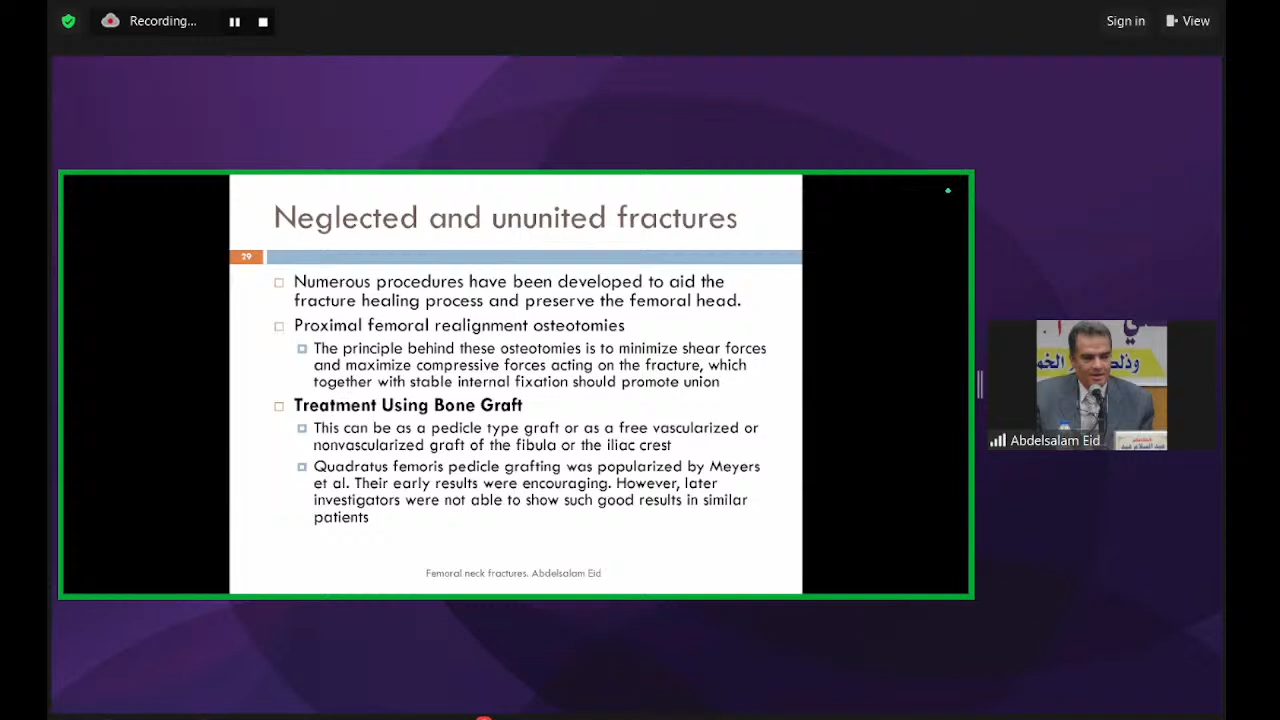 Recording...
Sign in
View
Neglected and ununited fractures
29
Numerous procedures have been developed to aid the
fracture healing process and preserve the femoral head.
Proximal femoral realignment osteotomies
The principle behind these osteotomies is to minimize shear forces
and maximize compressive forces acting on the fracture, which
together with stable internal fixation should promote union
Treatment Using Bone Graft
This can be as a pedicle type graft or as a free vascularized or
nonvascularized graft of the fibula or the iliac crest
Quadratus femoris pedicle grafting was popularized by Meyers
et al. Their early results were encouraging. However, later
investigators were not able to show such good results in similar
patients
Femoral neck fractures. Abdelsalam Eid
Abdelsalam Eid